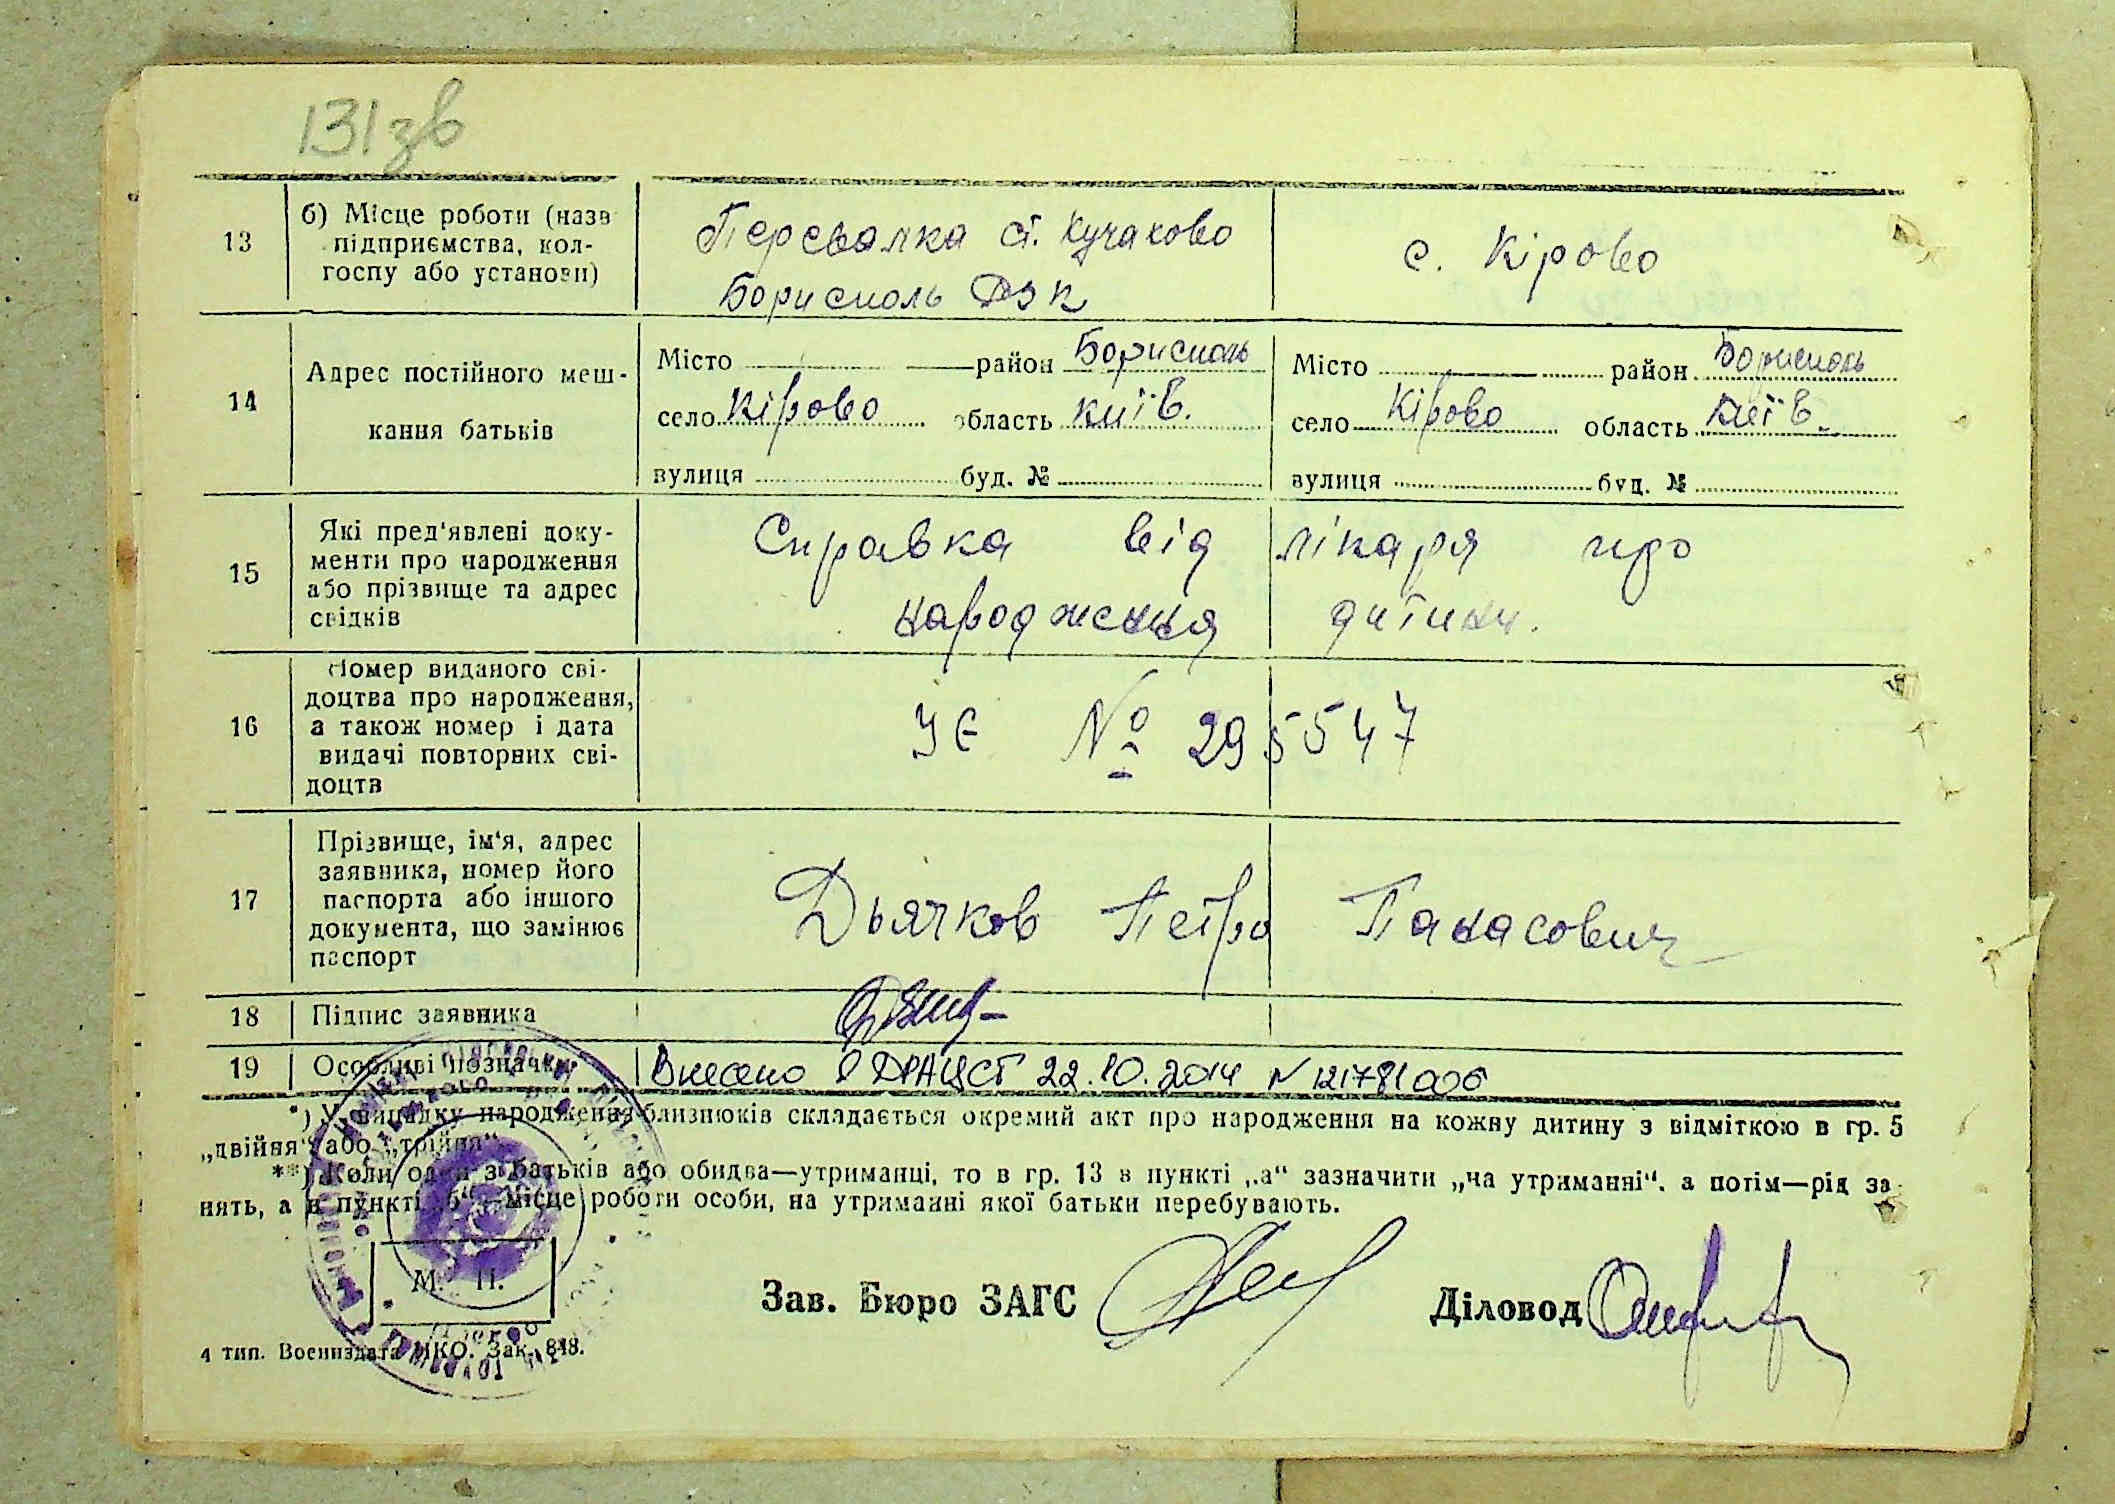 131зв
13
б) Місце роботи (назв
підприємства, кол-
госпу або установи)
Перевалка ст. Кучаково
Бориспіль РЗК
с. Кірово
14
Адрес постійного меш-
кання батьків
Місто район Бориспіль
село Кірово область Київ.
вулиця буд. №
Місто район Бориспіль
село Кірово область Київ.
вулиця буд. №
15
Які пред'явлені доку-
менти про народження
або прізвище та адрес
свідків
Справка від лікаря про
народження дитини.
16
Номер виданого сві-
доцтва про народження,
а також номер і дата
видачі повторних сві-
доцтв
УЄ № 295547
17
Прізвище, ім'я, адрес
заявника, номер його
паспорта або іншого
документа, що замінює
паспорт
Дьячков Петро Панасович
18 Підпис заявника
19 Особливі позначки
Внесено в ДРАЦСГ 22.10.2014 N 121781006
*) У випадку народження близнюків складається окремий акт про народження на кожну дитину з відміткою в гр. 5
„двійня" або „трійня"
**) Коли один з батьків або обидва—утриманці, то в гр. 13 в пункті „а" зазначити „на утриманні", а потім—рід за-
нять, а в пункті „б"—місце роботи особи, на утриманні якої батьки перебувають.
М. П.
Зав. Бюро ЗАГС
Діловод
4 тип. Воениздата НКО. Зак. 848.